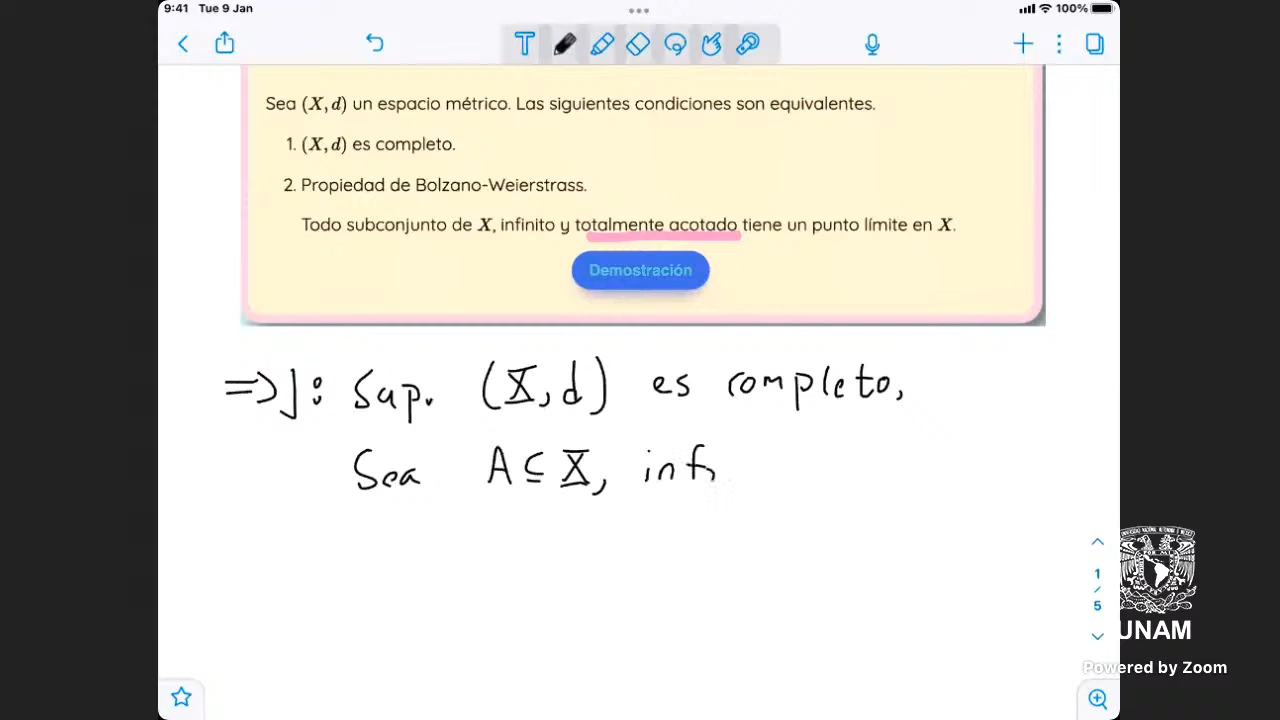 9:41 Tue 9 Jan
100%
Sea (X, d) un espacio métrico. Las siguientes condiciones son equivalentes.
1. (X, d) es completo.
2. Propiedad de Bolzano-Weierstrass.
Todo subconjunto de X, infinito y totalmente acotado tiene un punto límite en X.
Demostración
=>]: Sup. (X, d) es completo,
Sea A ⊆ X, infi
1
/
5
UNAM
Powered by Zoom